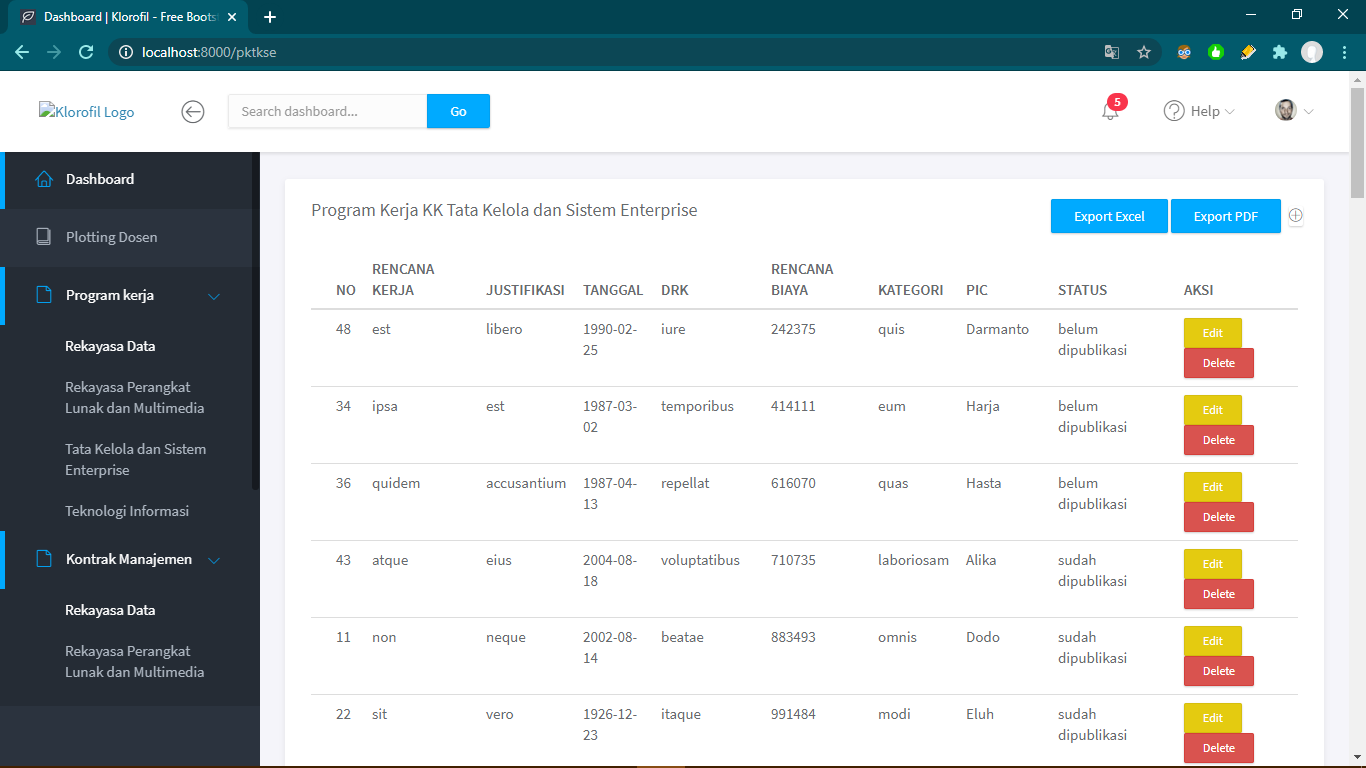 Dashboard | Klorofil - Free Boots
localhost:8000/pktkse
Klorofil Logo
Search dashboard...
Go
5
Help
Dashboard
Plotting Dosen
Program kerja
Rekayasa Data
Rekayasa Perangkat
Lunak dan Multimedia
Tata Kelola dan Sistem
Enterprise
Teknologi Informasi
Kontrak Manajemen
Rekayasa Data
Rekayasa Perangkat
Lunak dan Multimedia
Program Kerja KK Tata Kelola dan Sistem Enterprise
Export Excel
Export PDF
NO RENCANA KERJA JUSTIFIKASI TANGGAL DRK RENCANA BIAYA KATEGORI PIC STATUS AKSI
48 est libero 1990-02-25 iure 242375 quis Darmanto belum dipublikasi Edit Delete
34 ipsa est 1987-03-02 temporibus 414111 eum Harja belum dipublikasi Edit Delete
36 quidem accusantium 1987-04-13 repellat 616070 quas Hasta belum dipublikasi Edit Delete
43 atque eius 2004-08-18 voluptatibus 710735 laboriosam Alika sudah dipublikasi Edit Delete
11 non neque 2002-08-14 beatae 883493 omnis Dodo sudah dipublikasi Edit Delete
22 sit vero 1926-12-23 itaque 991484 modi Eluh sudah dipublikasi Edit Delete